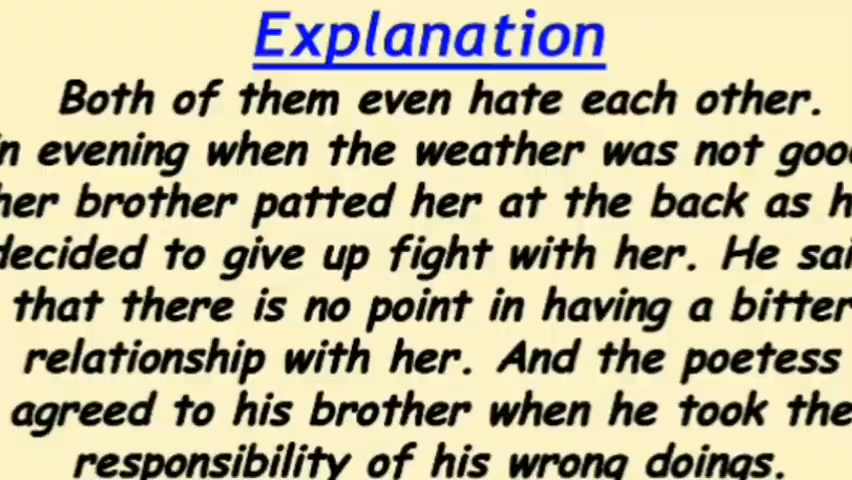 Explanation
Both of them even hate each other.
evening when the weather was not
her brother patted her at the back as
decided to give up fight with her. He
that there is no point in having a bitter
relationship with her. And the poetess
agreed to his brother when he took the
responsibility of his wrong doings.